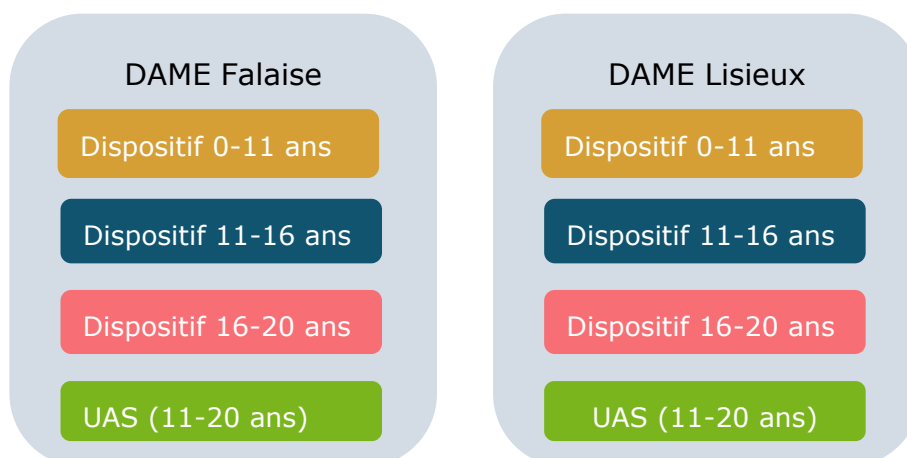 DAME Falaise
Dispositif 0-11 ans
Dispositif 11-16 ans
Dispositif 16-20 ans
UAS (11-20 ans)
DAME Lisieux
Dispositif 0-11 ans
Dispositif 11-16 ans
Dispositif 16-20 ans
UAS (11-20 ans)